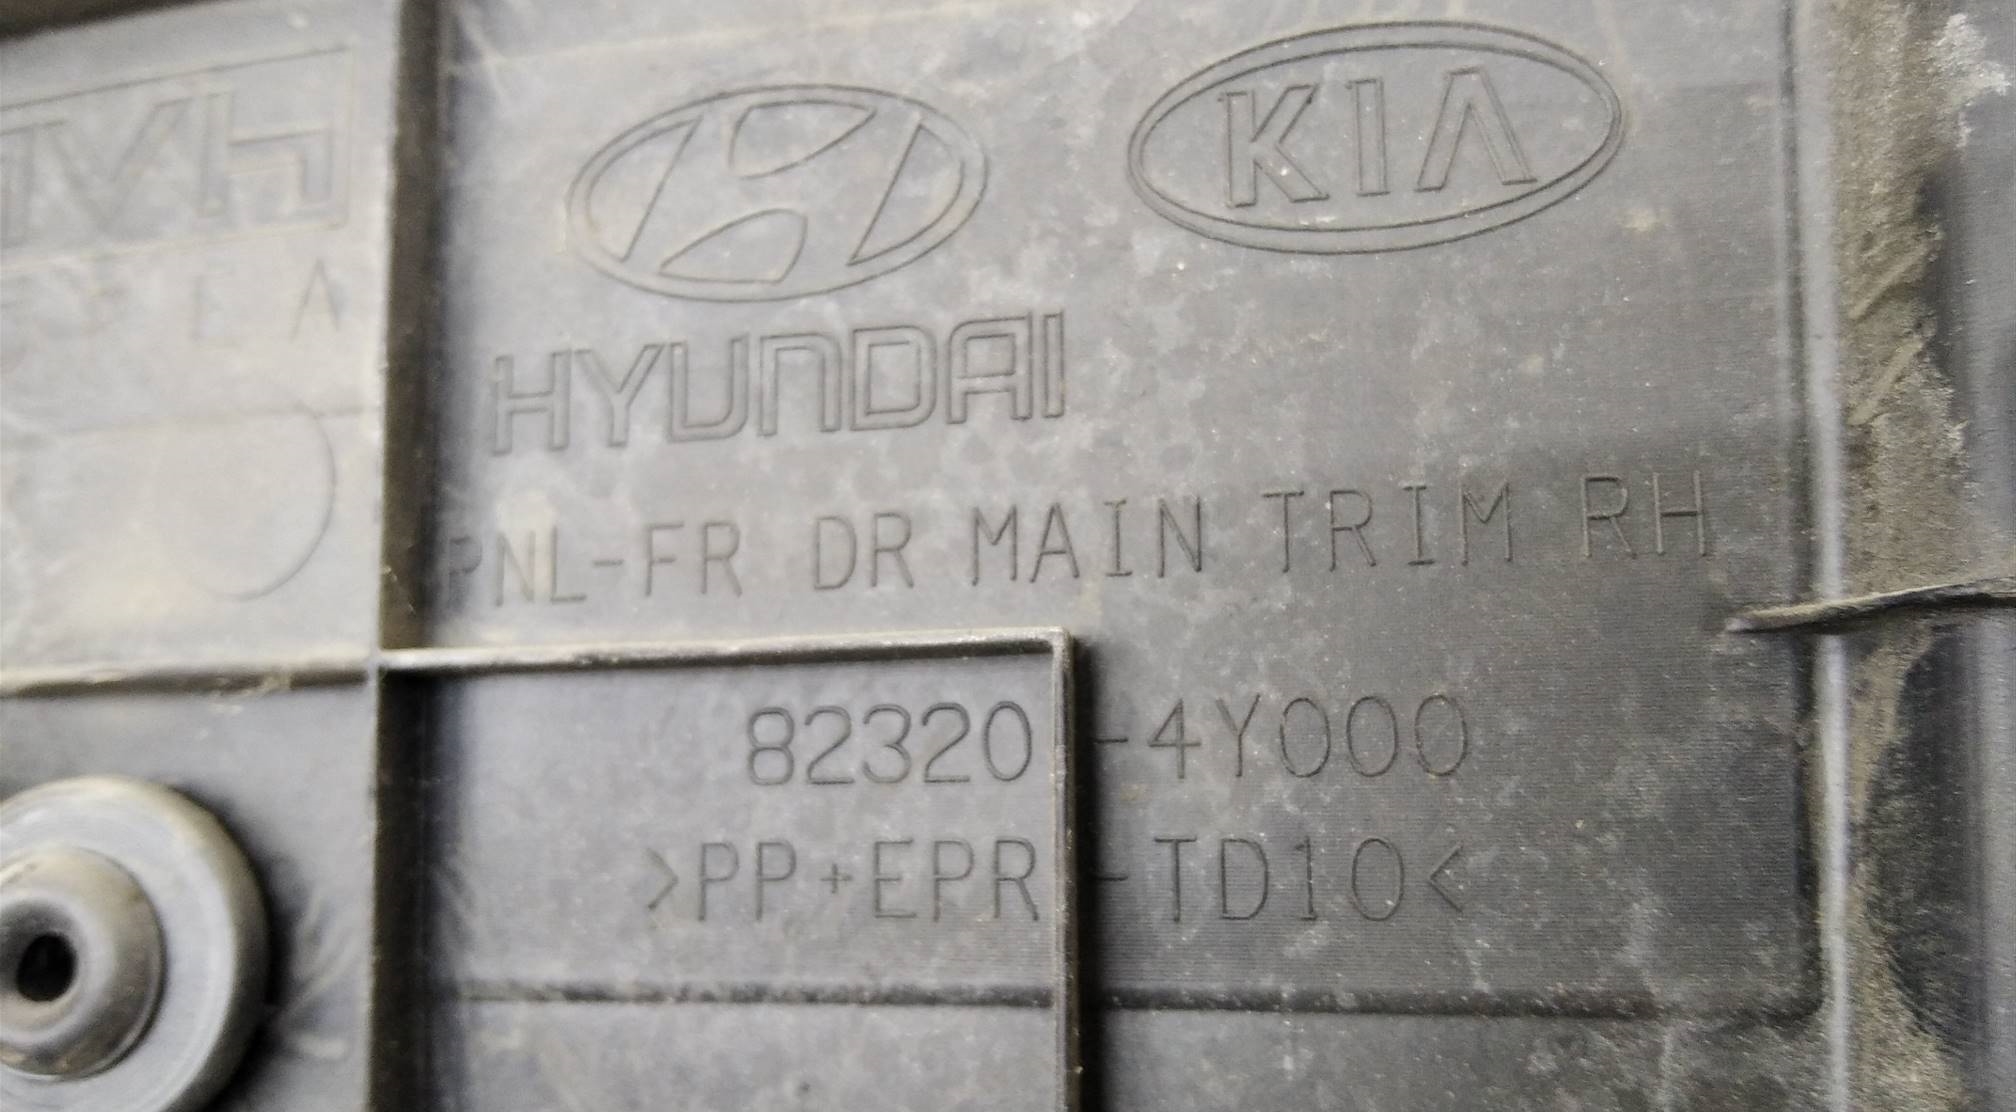 KIA
HYUNDAI
PNL-FR DR MAIN TRIM RH
82320-4Y000
>PP+EPR-TD10<